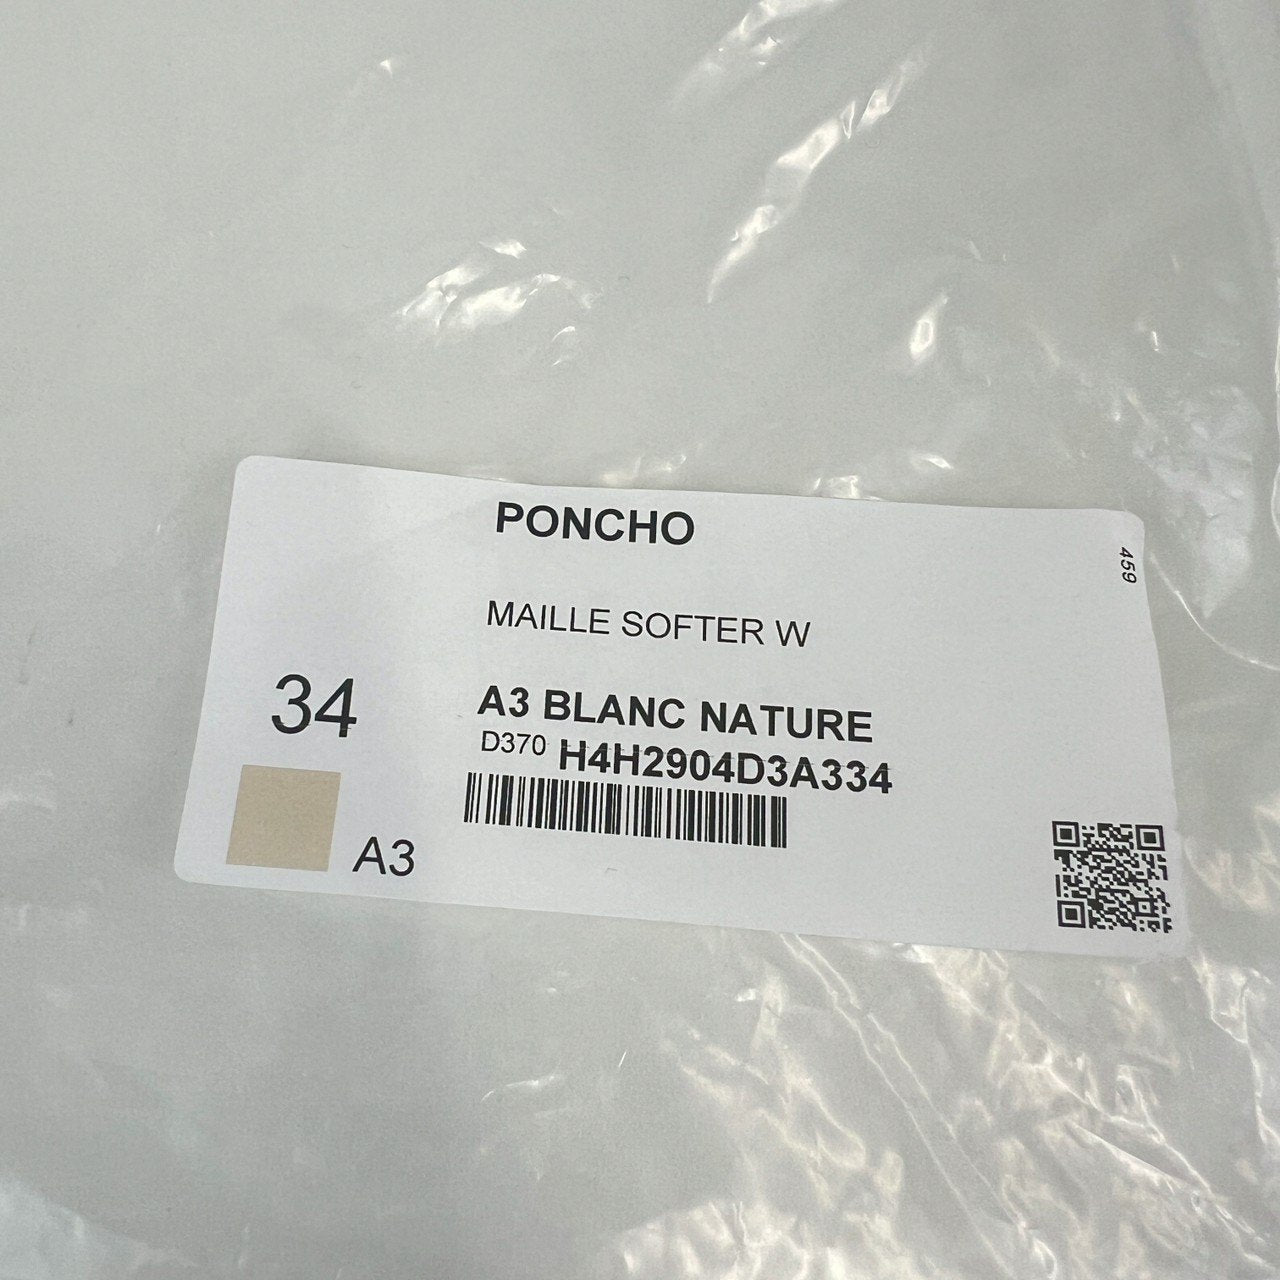 PONCHO
459
MAILLE SOFTER W
34
A3 BLANC NATURE
D370 H4H2904D3A334
A3